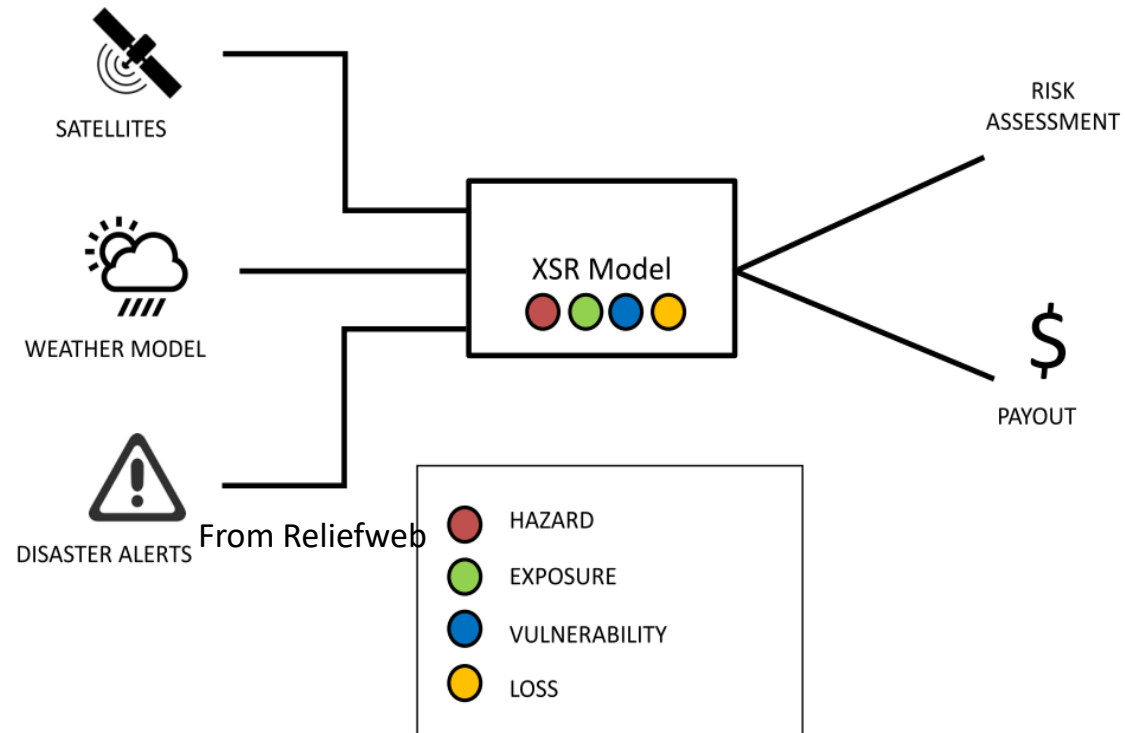 SATELLITES
WEATHER MODEL
DISASTER ALERTS
From Reliefweb
XSR Model
RISK
ASSESSMENT
$
PAYOUT
HAZARD
EXPOSURE
VULNERABILITY
LOSS